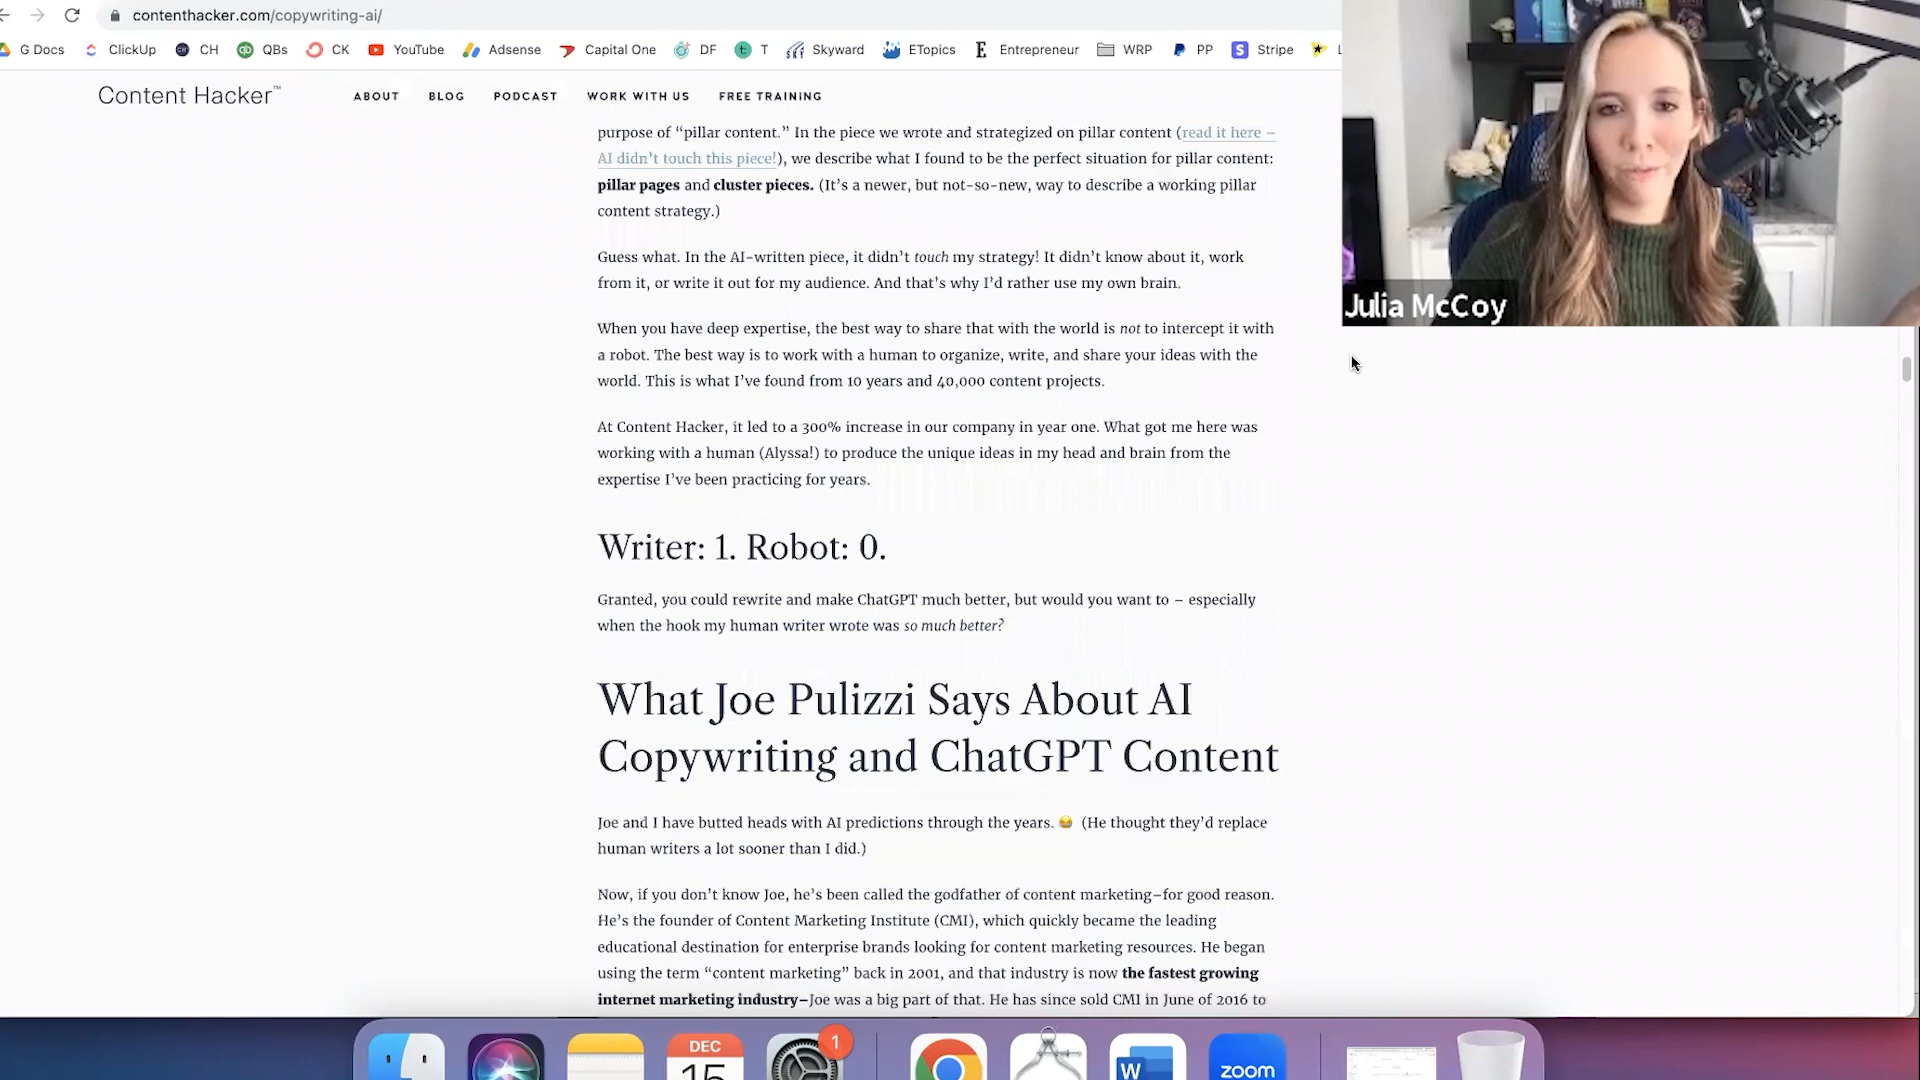 contenthacker.com/copywriting-ai/
G Docs ClickUp CH QBs CK YouTube Adsense Capital One DF T Skyward ETopics Entrepreneur WRP PP Stripe
Content Hacker™ ABOUT BLOG PODCAST WORK WITH US FREE TRAINING
purpose of “pillar content.” In the piece we wrote and strategized on pillar content (read it here –
AI didn’t touch this piece!), we describe what I found to be the perfect situation for pillar content:
pillar pages and cluster pieces. (It’s a newer, but not-so-new, way to describe a working pillar
content strategy.)
Guess what. In the AI-written piece, it didn’t touch my strategy! It didn’t know about it, work
from it, or write it out for my audience. And that’s why I’d rather use my own brain.
When you have deep expertise, the best way to share that with the world is not to intercept it with
a robot. The best way is to work with a human to organize, write, and share your ideas with the
world. This is what I’ve found from 10 years and 40,000 content projects.
At Content Hacker, it led to a 300% increase in our company in year one. What got me here was
working with a human (Alyssa!) to produce the unique ideas in my head and brain from the
expertise I’ve been practicing for years.
Writer: 1. Robot: 0.
Granted, you could rewrite and make ChatGPT much better, but would you want to – especially
when the hook my human writer wrote was so much better?
What Joe Pulizzi Says About AI
Copywriting and ChatGPT Content
Joe and I have butted heads with AI predictions through the years. 😂 (He thought they’d replace
human writers a lot sooner than I did.)
Now, if you don’t know Joe, he’s been called the godfather of content marketing–for good reason.
He’s the founder of Content Marketing Institute (CMI), which quickly became the leading
educational destination for enterprise brands looking for content marketing resources. He began
using the term “content marketing” back in 2001, and that industry is now the fastest growing
internet marketing industry–Joe was a big part of that. He has since sold CMI in June of 2016 to
Julia McCoy
DEC
15
1
W
zoom